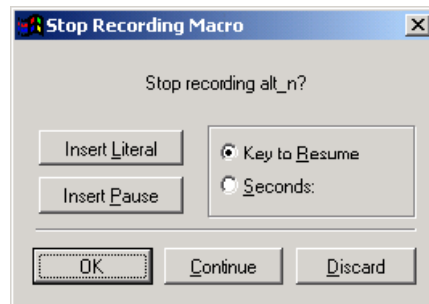 Stop Recording Macro
Stop recording alt_n?
Insert Literal
Key to Resume
Insert Pause
Seconds:
OK Continue Discard